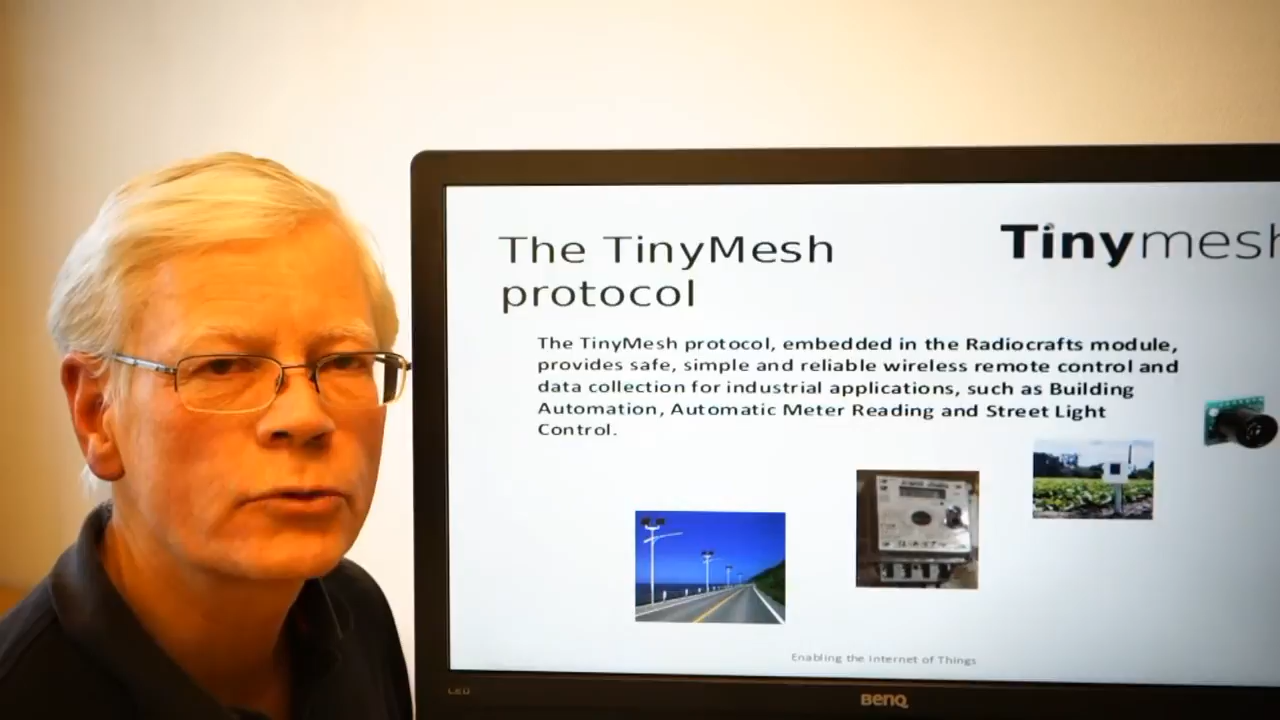 The TinyMesh
protocol
Tinymesh
The TinyMesh protocol, embedded in the Radiocrafts module,
provides safe, simple and reliable wireless remote control and
data collection for industrial applications, such as Building
Automation, Automatic Meter Reading and Street Light
Control.
Enabling the Internet of Things
LED
BenQ